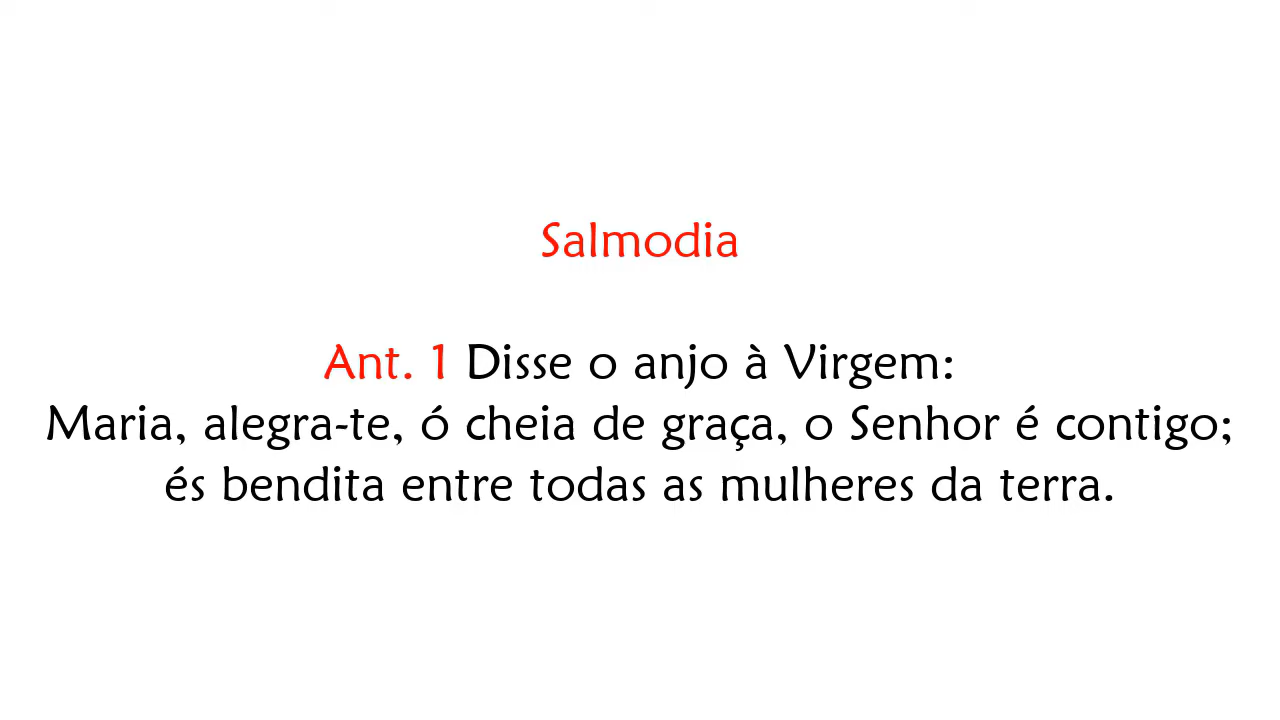 Salmodia
Ant. 1 Disse o anjo à Virgem:
Maria, alegra-te, ó cheia de graça, o Senhor é contigo;
és bendita entre todas as mulheres da terra.